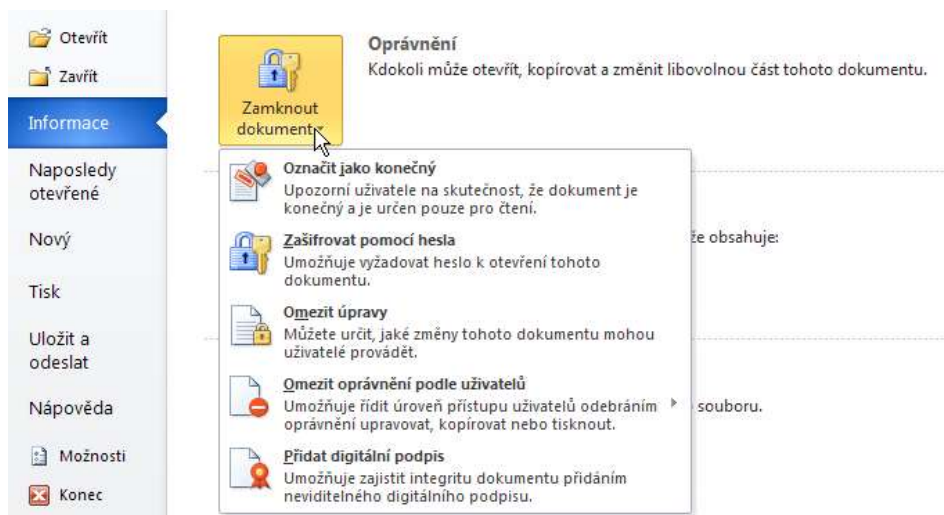 Otevřít
Zavřít
Informace
Naposledy
otevřené
Nový
Tisk
Uložit a
odeslat
Nápověda
Možnosti
Konec
Zamknout
dokument
Oprávnění
Kdokoli může otevřít, kopírovat a změnit libovolnou část tohoto dokumentu.
Označit jako konečný
Upozorní uživatele na skutečnost, že dokument je
konečný a je určen pouze pro čtení.
Zašifrovat pomocí hesla
Umožňuje vyžadovat heslo k otevření tohoto
dokumentu.
Omezit úpravy
Můžete určit, jaké změny tohoto dokumentu mohou
uživatelé provádět.
Omezit oprávnění podle uživatelů
Umožňuje řídit úroveň přístupu uživatelů odebráním
oprávnění upravovat, kopírovat nebo tisknout.
Přidat digitální podpis
Umožňuje zajistit integritu dokumentu přidáním
neviditelného digitálního podpisu.
že obsahuje:
souboru.